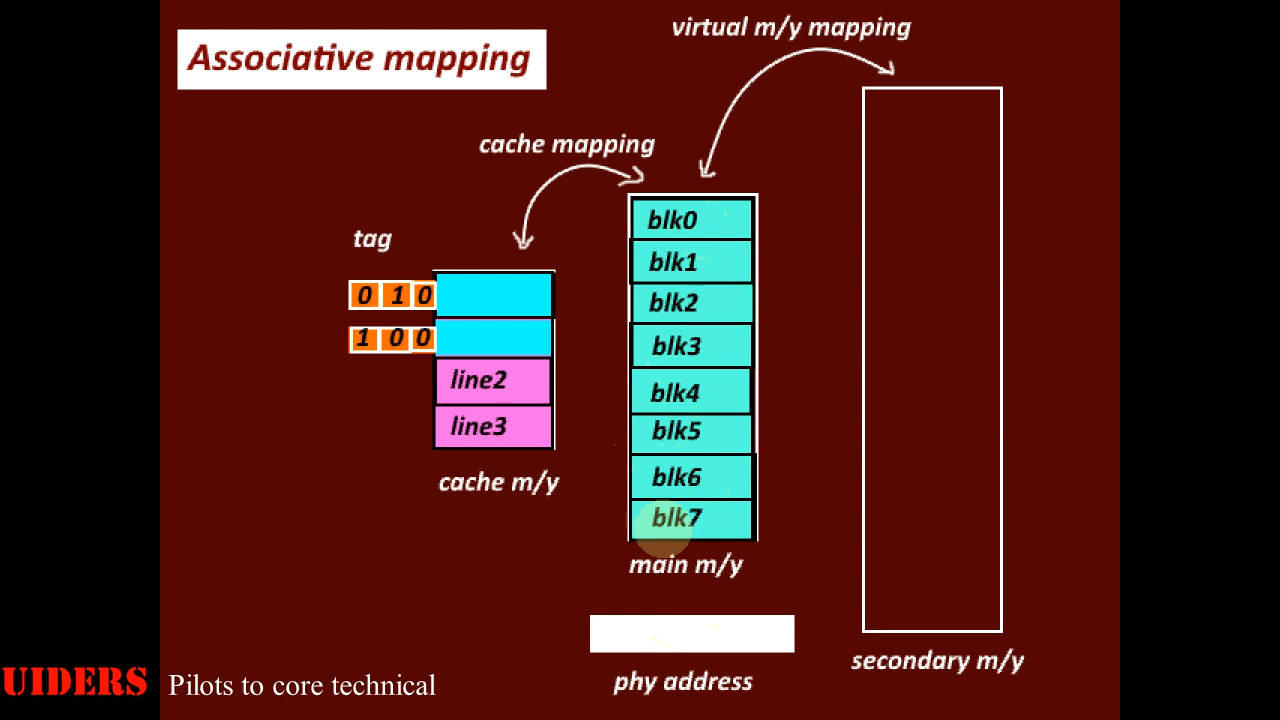 virtual m/y mapping
Associative mapping
cache mapping
tag
blk0
blk1
blk2
blk3
blk4
blk5
blk6
blk7
0 1 0
1 0 0
line2
line3
cache m/y
main m/y
phy address
secondary m/y
UIDERS Pilots to core technical